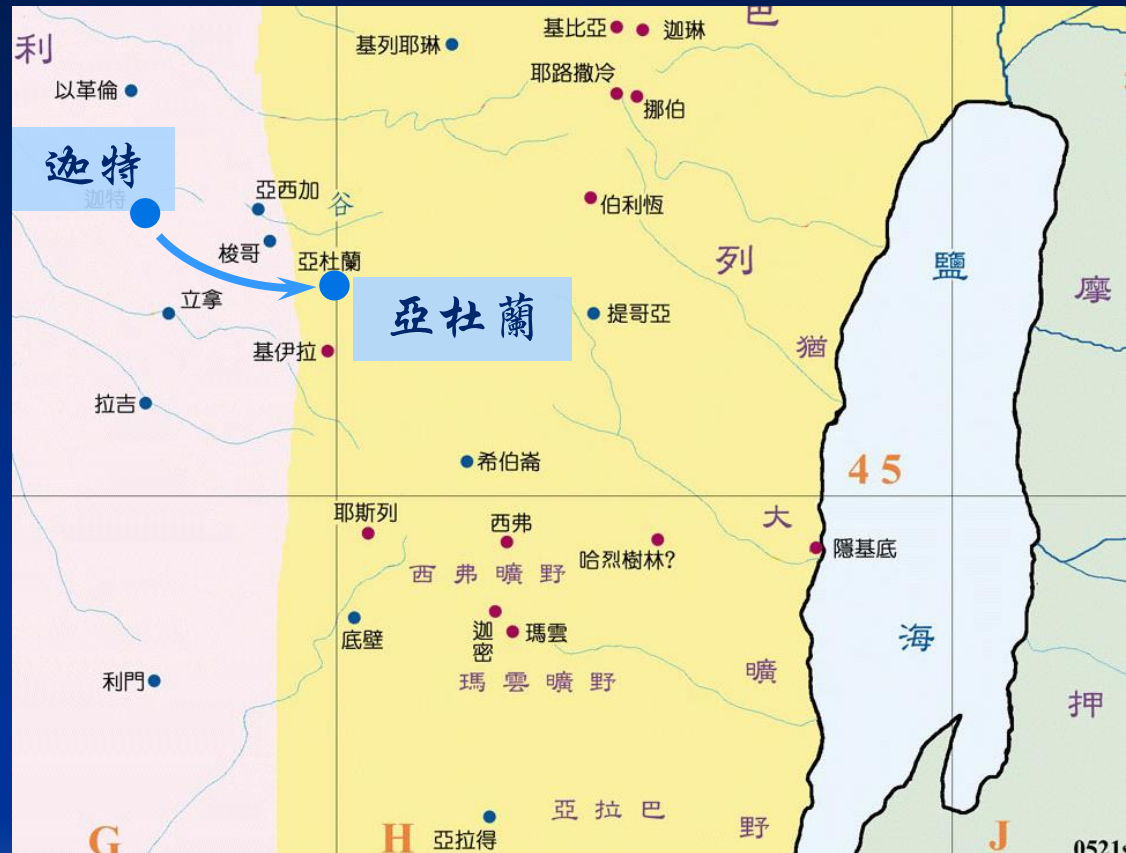 巴
利
基比亞
迦琳
基列耶琳
耶路撒冷
以革倫
挪伯
迦特
迦特
亞西加
谷
伯利恆
梭哥
亞杜蘭
列
鹽
亞杜蘭
摩
立拿
提哥亞
基伊拉
猶
拉吉
希伯崙
45
耶斯列
西弗
大
哈烈樹林?
隱基底
西弗曠野
底壁
迦密
瑪雲
海
利門
瑪雲曠野
曠
押
亞拉巴
野
亞拉得
G
H
J